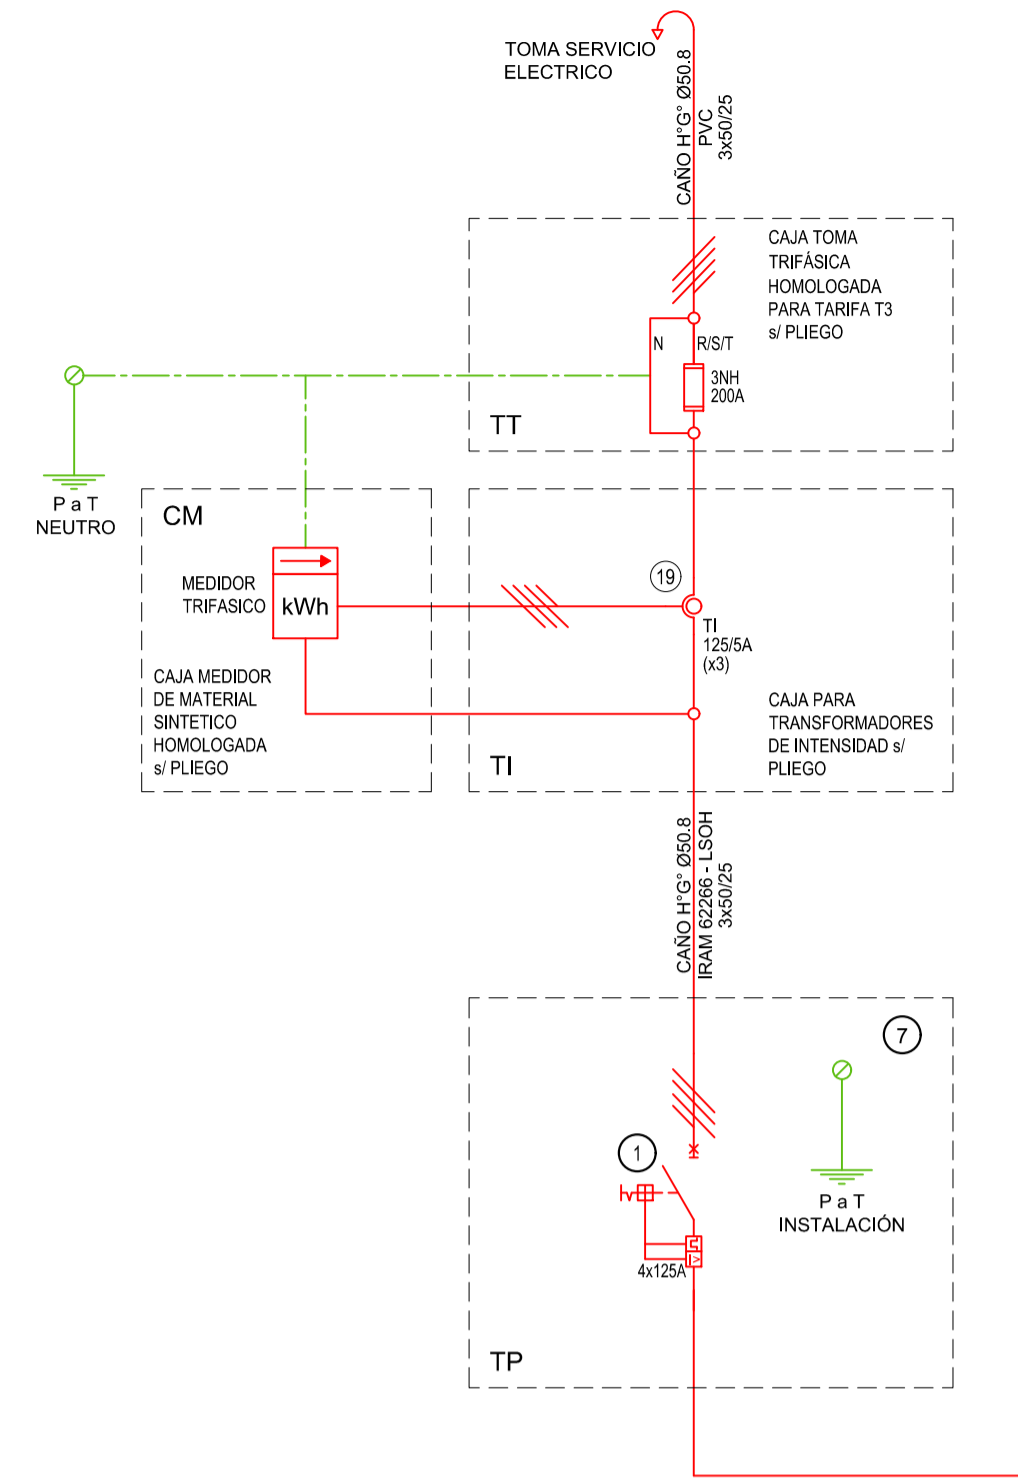 TOMA SERVICIO
ELECTRICO
CAÑO H°G° Ø50.8
PVC
3x50/25
CAJA TOMA
TRIFÁSICA
HOMOLOGADA
PARA TARIFA T3
s/ PLIEGO
N
R/S/T
3NH
200A
TT
P a T
NEUTRO
CM
MEDIDOR
TRIFASICO
kWh
CAJA MEDIDOR
DE MATERIAL
SINTETICO
HOMOLOGADA
s/ PLIEGO
19
TI
125/5A
(x3)
CAJA PARA
TRANSFORMADORES
DE INTENSIDAD s/
PLIEGO
TI
CAÑO H°G° Ø50.8
IRAM 62266 - LSOH
3x50/25
7
1
P a T
INSTALACIÓN
I>
4x125A
TP